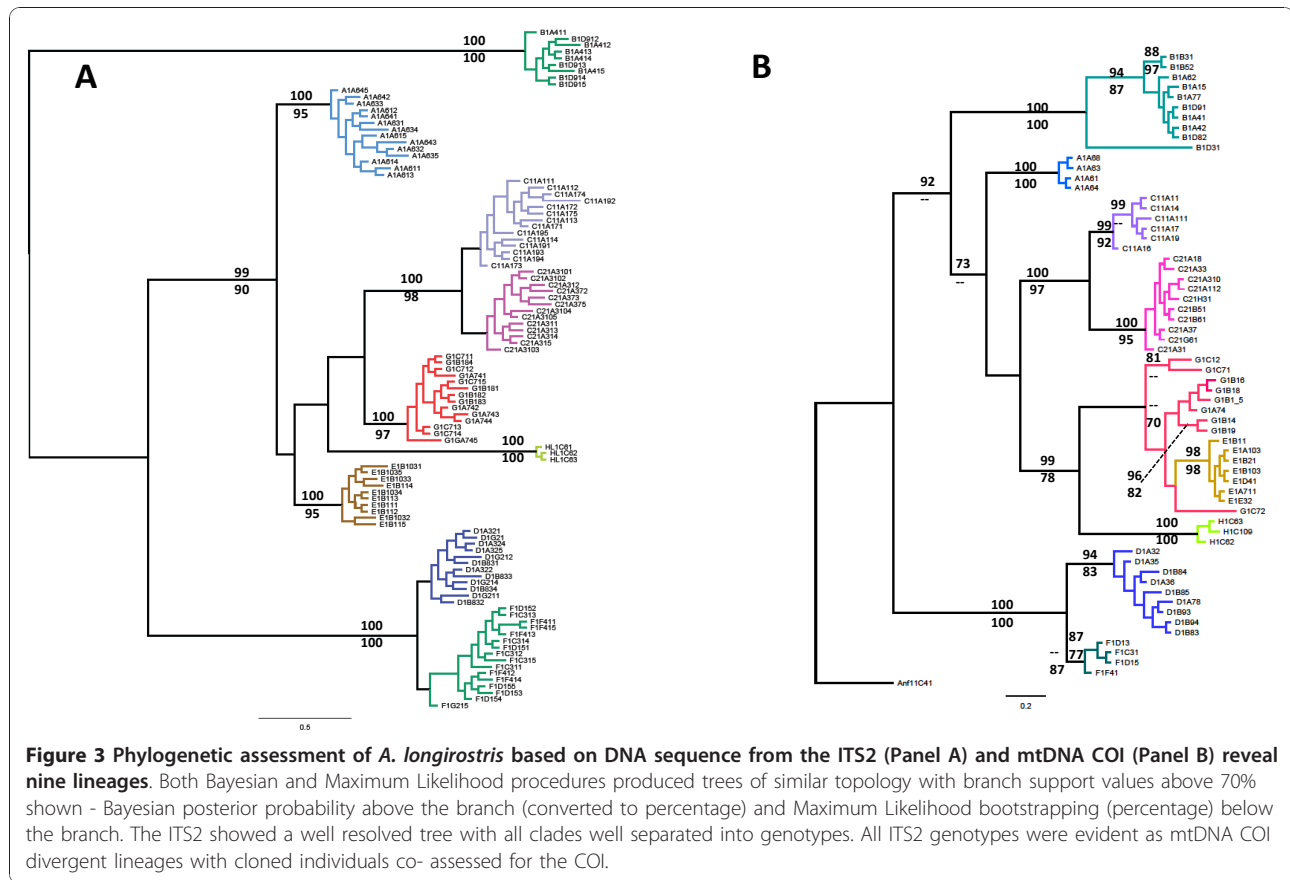 A
100
100
B1A411
B1D912
B1A412
B1A413
B1A414
B1D913
B1A415
B1D914
B1D915
100
95
A1A645
A1A642
A1A633
A1A612
A1A641
A1A631
A1A634
A1A615
A1A643
A1A632
A1A635
A1A614
A1A611
A1A613
99
90
100
98
C11A111
C11A112
C11A174
C11A192
C11A172
C11A175
C11A113
C11A171
C11A195
C11A114
C11A191
C11A193
C11A194
C11A173
C21A3101
C21A3102
C21A312
C21A372
C21A373
C21A375
C21A3104
C21A3105
C21A311
C21A313
C21A314
C21A315
C21A3103
100
97
G1C711
G1B184
G1C712
G1A741
G1C715
G1B181
G1B182
G1B183
G1A742
G1A743
G1A744
G1C713
G1C714
G1GA745
100
100
HL1C61
HL1C62
HL1C63
100
95
E1B1031
E1B1035
E1B1033
E1B114
E1B1034
E1B113
E1B111
E1B112
E1B1032
E1B115
100
100
D1A321
D1G21
D1A324
D1A325
D1G212
D1B831
D1A322
D1B833
D1G214
D1B834
D1G211
D1B832
F1D152
F1C313
F1F411
F1F415
F1F413
F1C314
F1D151
F1C312
F1C315
F1C311
F1F412
F1F414
F1D155
F1D153
F1D154
F1G215
0.5
B
88
97
94
87
100
100
B1B31
B1B52
B1A62
B1A15
B1A77
B1D91
B1A41
B1A42
B1D82
B1D31
92
--
100
100
A1A68
A1A63
A1A61
A1A64
73
--
99
--
99
92
C11A11
C11A14
C11A111
C11A17
C11A19
C11A16
100
97
100
95
C21A18
C21A33
C21A310
C21A112
C21H31
C21B51
C21B61
C21A37
C21G61
C21A31
81
--
--
70
G1C12
G1C71
G1B16
G1B18
G1B1_5
G1A74
G1B14
G1B19
99
78
96
82
98
98
E1B11
E1A103
E1B21
E1B103
E1D41
E1A711
E1E32
G1C72
100
100
H1C63
H1C109
H1C62
100
100
94
83
D1A32
D1A35
D1B84
D1A36
D1B85
D1A78
D1B93
D1B94
D1B83
87
77
--
87
F1D13
F1C31
F1D15
F1F41
Anf11C41
0.2
Figure 3 Phylogenetic assessment of A. longirostris based on DNA sequence from the ITS2 (Panel A) and mtDNA COI (Panel B) reveal
nine lineages. Both Bayesian and Maximum Likelihood procedures produced trees of similar topology with branch support values above 70%
shown - Bayesian posterior probability above the branch (converted to percentage) and Maximum Likelihood bootstrapping (percentage) below
the branch. The ITS2 showed a well resolved tree with all clades well separated into genotypes. All ITS2 genotypes were evident as mtDNA COI
divergent lineages with cloned individuals co- assessed for the COI.